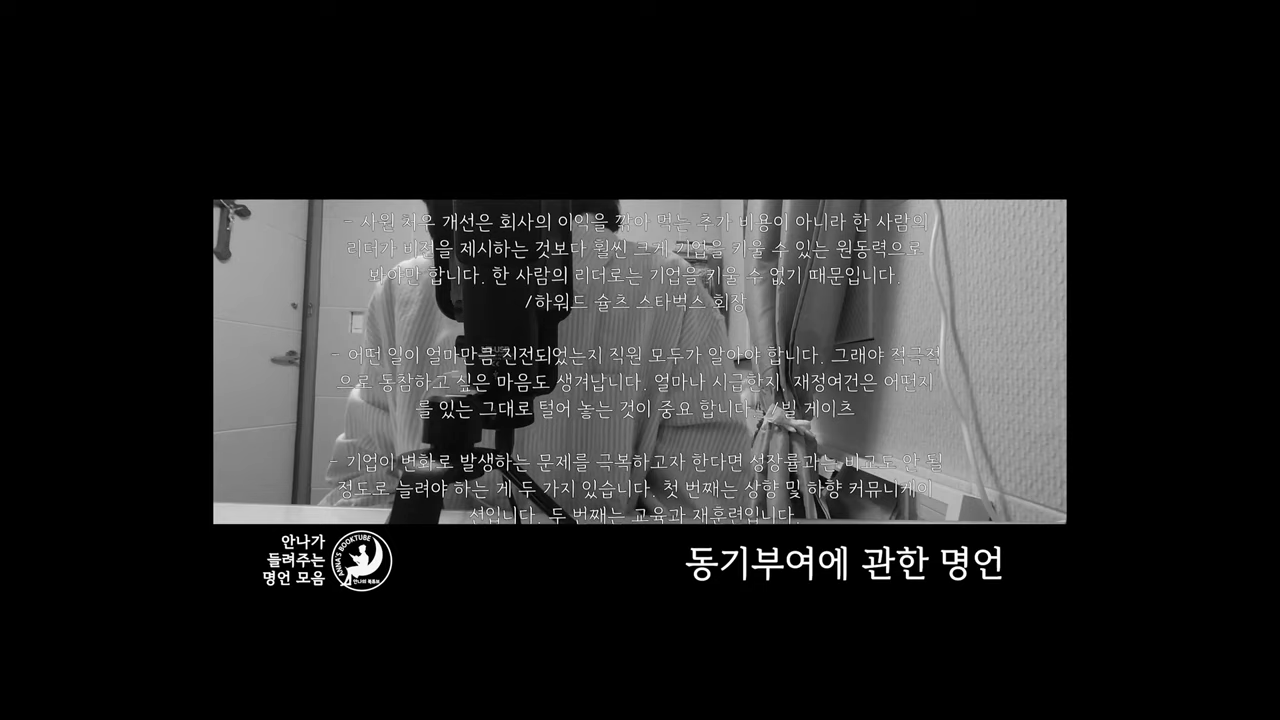 - 사원 처우 개선은 회사의 이익을 깎아 먹는 추가 비용이 아니라 한 사람의
리더가 비전을 제시하는 것보다 훨씬 크게 기업을 키울 수 있는 원동력으로
봐야만 합니다. 한 사람의 리더로는 기업을 키울 수 없기 때문입니다.
/하워드 슐츠 스타벅스 회장
- 어떤 일이 얼마만큼 진전되었는지 직원 모두가 알아야 합니다. 그래야 적극적
으로 동참하고 싶은 마음도 생겨납니다. 얼마나 시급한지, 재정여건은 어떤지
를 있는 그대로 털어 놓는 것이 중요 합니다. /빌 게이츠
- 기업이 변화로 발생하는 문제를 극복하고자 한다면 성장률과는 비교도 안 될
정도로 늘려야 하는 게 두 가지 있습니다. 첫 번째는 상향 및 하향 커뮤니케이
션입니다. 두 번째는 교육과 재훈련입니다.
안나가
들려주는
명언 모음
ANNA'S BOOKTUBE
안나의 북튜브
동기부여에 관한 명언